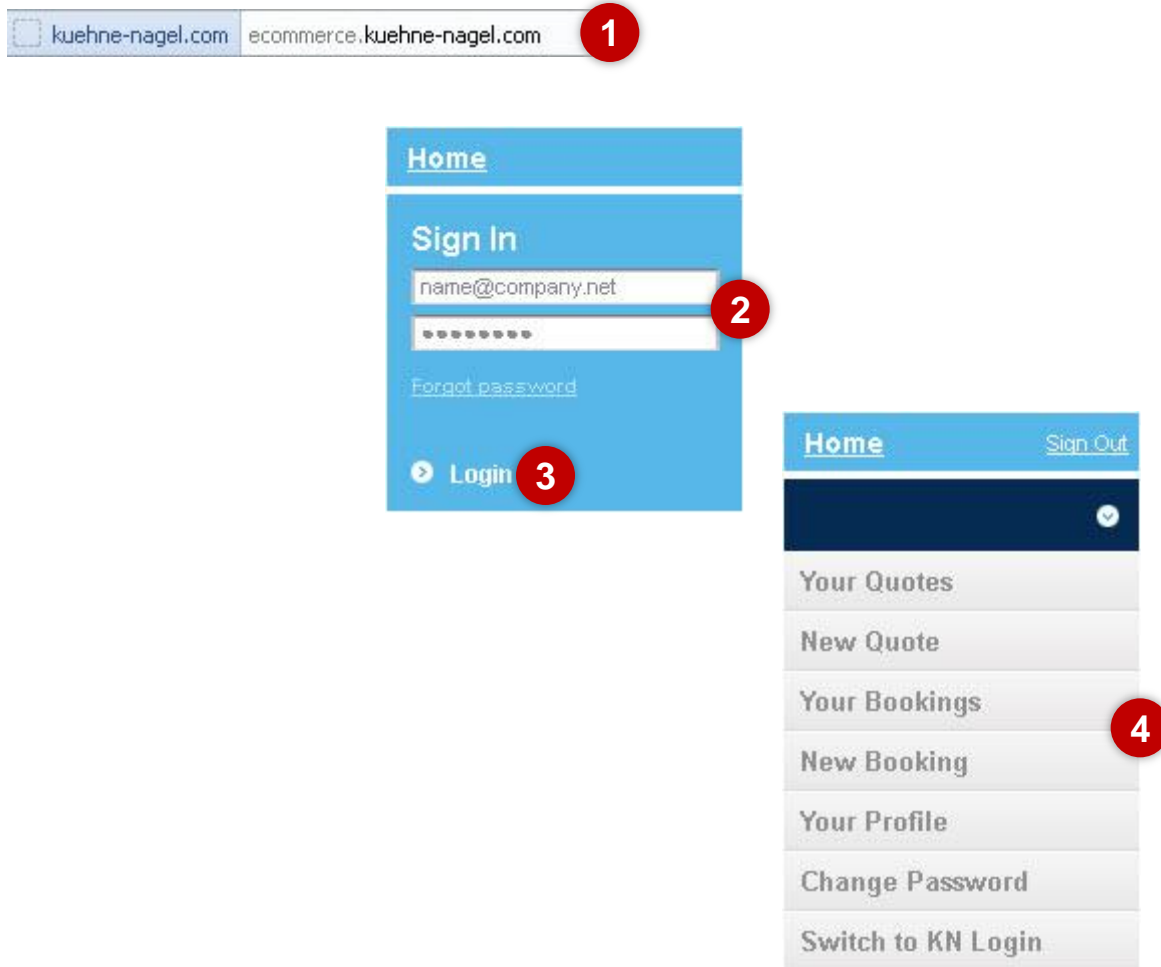 kuehne-nagel.com ecommerce.kuehne-nagel.com 1
Home
Sign In
name@company.net
2
••••••••
Forgot password
Login 3
Home Sign Out
Your Quotes
New Quote
Your Bookings
4
New Booking
Your Profile
Change Password
Switch to KN Login